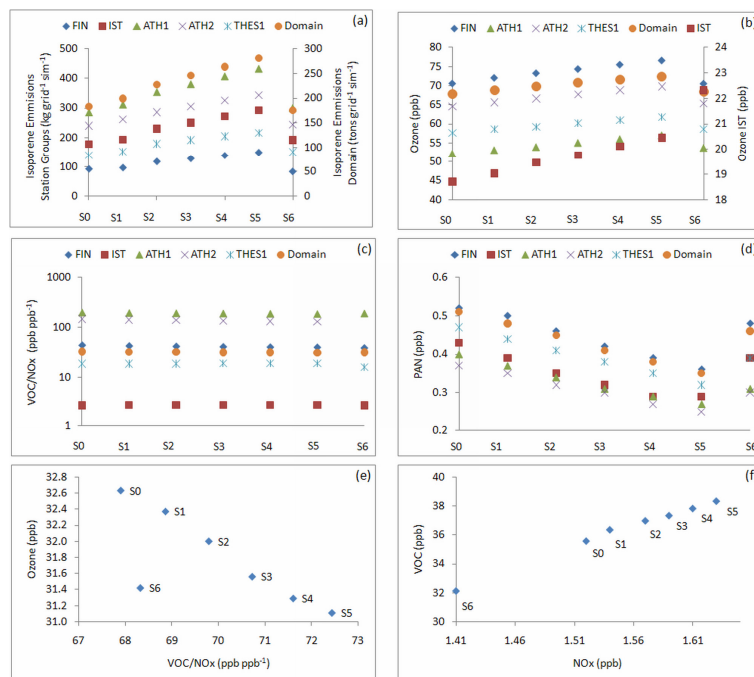 (a)
FIN IST ATH1 ATH2 THES1 Domain
Isoporene Emmisions
Station Groups (kg grid⁻¹ sim⁻¹)
500
400
300
200
100
0
300
250
200
150
100
50
0
Isoporene Emmissions
Domain (tons grid⁻¹ sim⁻¹)
S0 S1 S2 S3 S4 S5 S6
(b)
FIN ATH1 ATH2 THES1 Domain IST
Ozone (ppb)
80
75
70
65
60
55
50
45
40
24
23
22
21
20
19
18
Ozone IST (ppb)
S0 S1 S2 S3 S4 S5 S6
(c)
FIN IST ATH1 ATH2 THES1 Domain
VOC/NOx (ppb ppb⁻¹)
1000
100
10
1
S0 S1 S2 S3 S4 S5 S6
(d)
FIN IST ATH1 ATH2 THES1 Domain
PAN (ppb)
0.6
0.5
0.4
0.3
0.2
S0 S1 S2 S3 S4 S5 S6
(e)
Ozone (ppb)
32.8
32.6
32.4
32.2
32.0
31.8
31.6
31.4
31.2
31.0
S0
S1
S2
S6
S3
S4
S5
67 68 69 70 71 72 73
VOC/NOx (ppb ppb⁻¹)
(f
VOC (ppb)
40
38
36
34
32
30
S5
S4
S3
S2
S1
S0
S6
1.41 1.46 1.51 1.56 1.61
NOx (ppb)